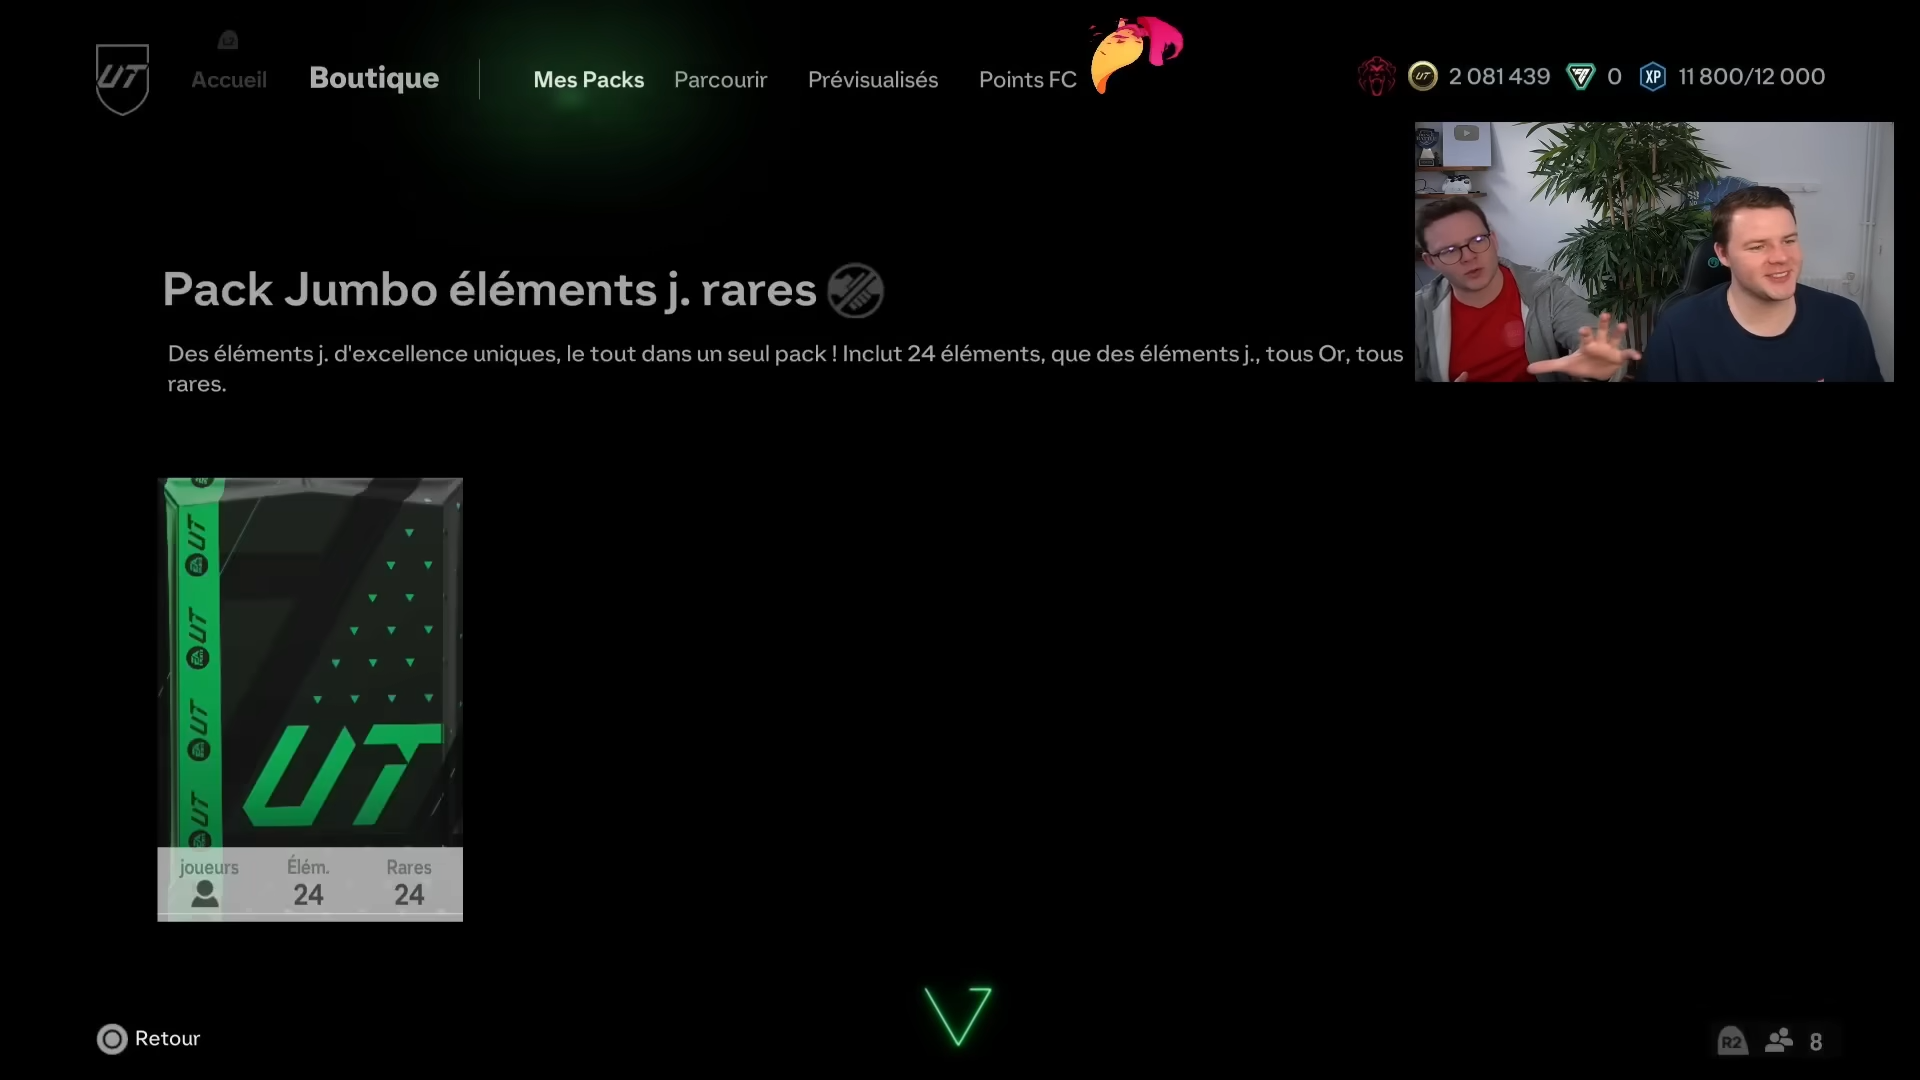 UT
L2
Accueil
Boutique
Mes Packs
Parcourir
Prévisualisés
Points FC
UT
2 081 439
0
XP
11 800/12 000
Pack Jumbo éléments j. rares
Des éléments j. d'excellence uniques, le tout dans un seul pack ! Inclut 24 éléments, que des éléments j., tous Or, tous
rares.
UT
UT
UT
UT
UT
joueurs
Élém.
24
Rares
24
Retour
R2
8